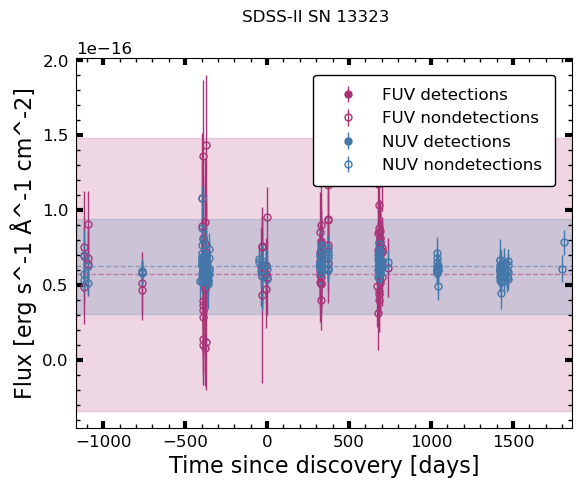 SDSS-II SN 13323
1e−16
2.0
1.5
1.0
0.5
0.0
Flux [erg s^-1 Å^-1 cm^-2]
FUV detections
FUV nondetections
NUV detections
NUV nondetections
−1000 −500 0 500 1000 1500
Time since discovery [days]